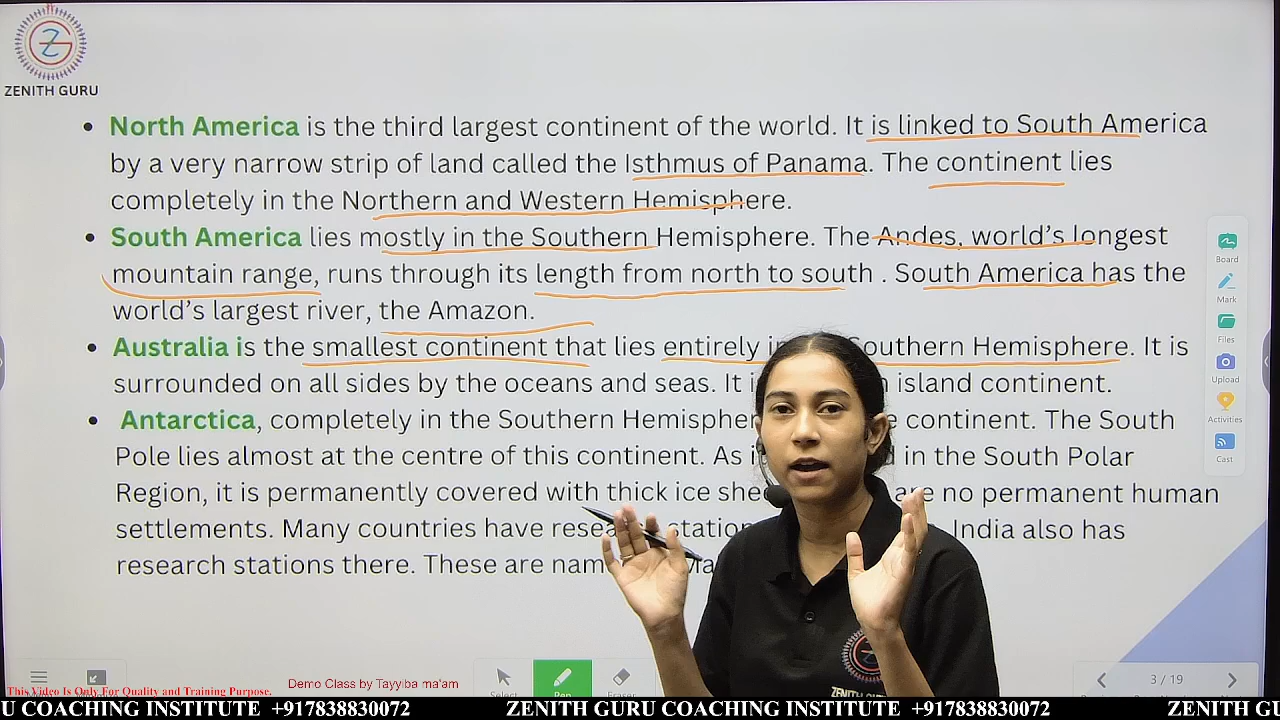 ZENITH GURU
• North America is the third largest continent of the world. It is linked to South America
by a very narrow strip of land called the Isthmus of Panama. The continent lies
completely in the Northern and Western Hemisphere.
• South America lies mostly in the Southern Hemisphere. The Andes, world's longest
mountain range, runs through its length from north to south . South America has the
world's largest river, the Amazon.
• Australia is the smallest continent that lies entirely Southern Hemisphere. It is
surrounded on all sides by the oceans and seas. It island continent.
• Antarctica, completely in the Southern continent. The South
Pole lies almost at the centre of this continent. As in the South Polar
Region, it is permanently covered with thick ice are no permanent human
settlements. Many countries have India also has
research stations there. These are
Board
Mark
Files
Upload
Activities
Cast
Select
Pen
Eraser
3 / 19
This Video Is Only For Quality and Training Purpose.
Demo Class by Tayyiba ma'am
U COACHING INSTITUTE +917838830072 ZENITH GURU COACHING INSTITUTE +917838830072 ZENITH GU